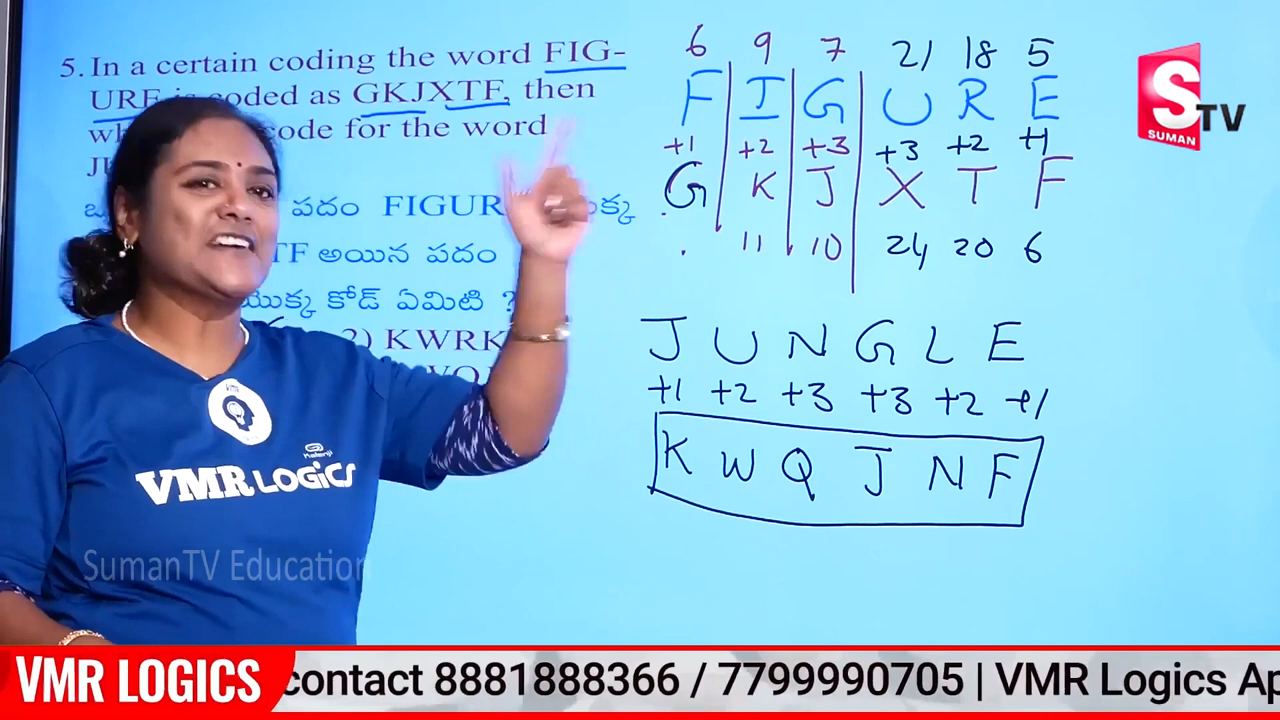 5. In a certain coding the word FIG-
URE is coded as GKJXTF, then
code for the word
పదం FIGUR
TF అయిన పదం
యొక్క కోడ్ ఏమిటి ?
2) KWRK
6 9 7 21 18 5
F I G U R E
+1 +2 +3 +3 +2 +1
G K J X T F
11 10 24 20 6
J U N G L E
+1 +2 +3 +3 +2 +1
K W Q J N F
S TV
SUMAN
VMR LOGICS
SumanTV Education
VMR LOGICS contact 8881888366 / 7799990705 | VMR Logics Ap